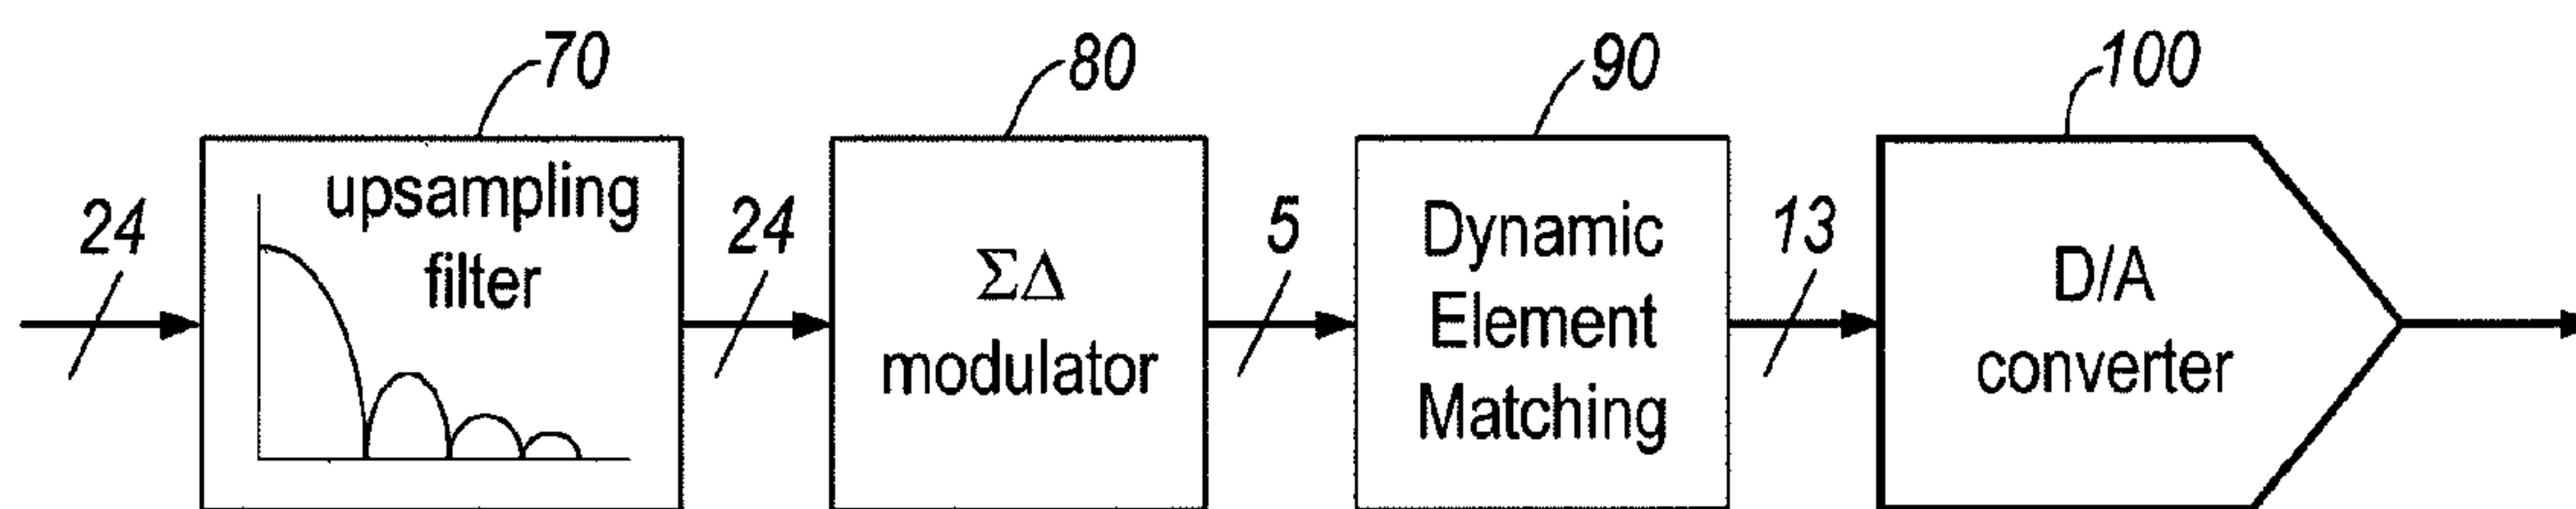 70
80
90
100
24
upsampling
filter
24
ΣΔ
modulator
5
Dynamic
Element
Matching
13
D/A
converter